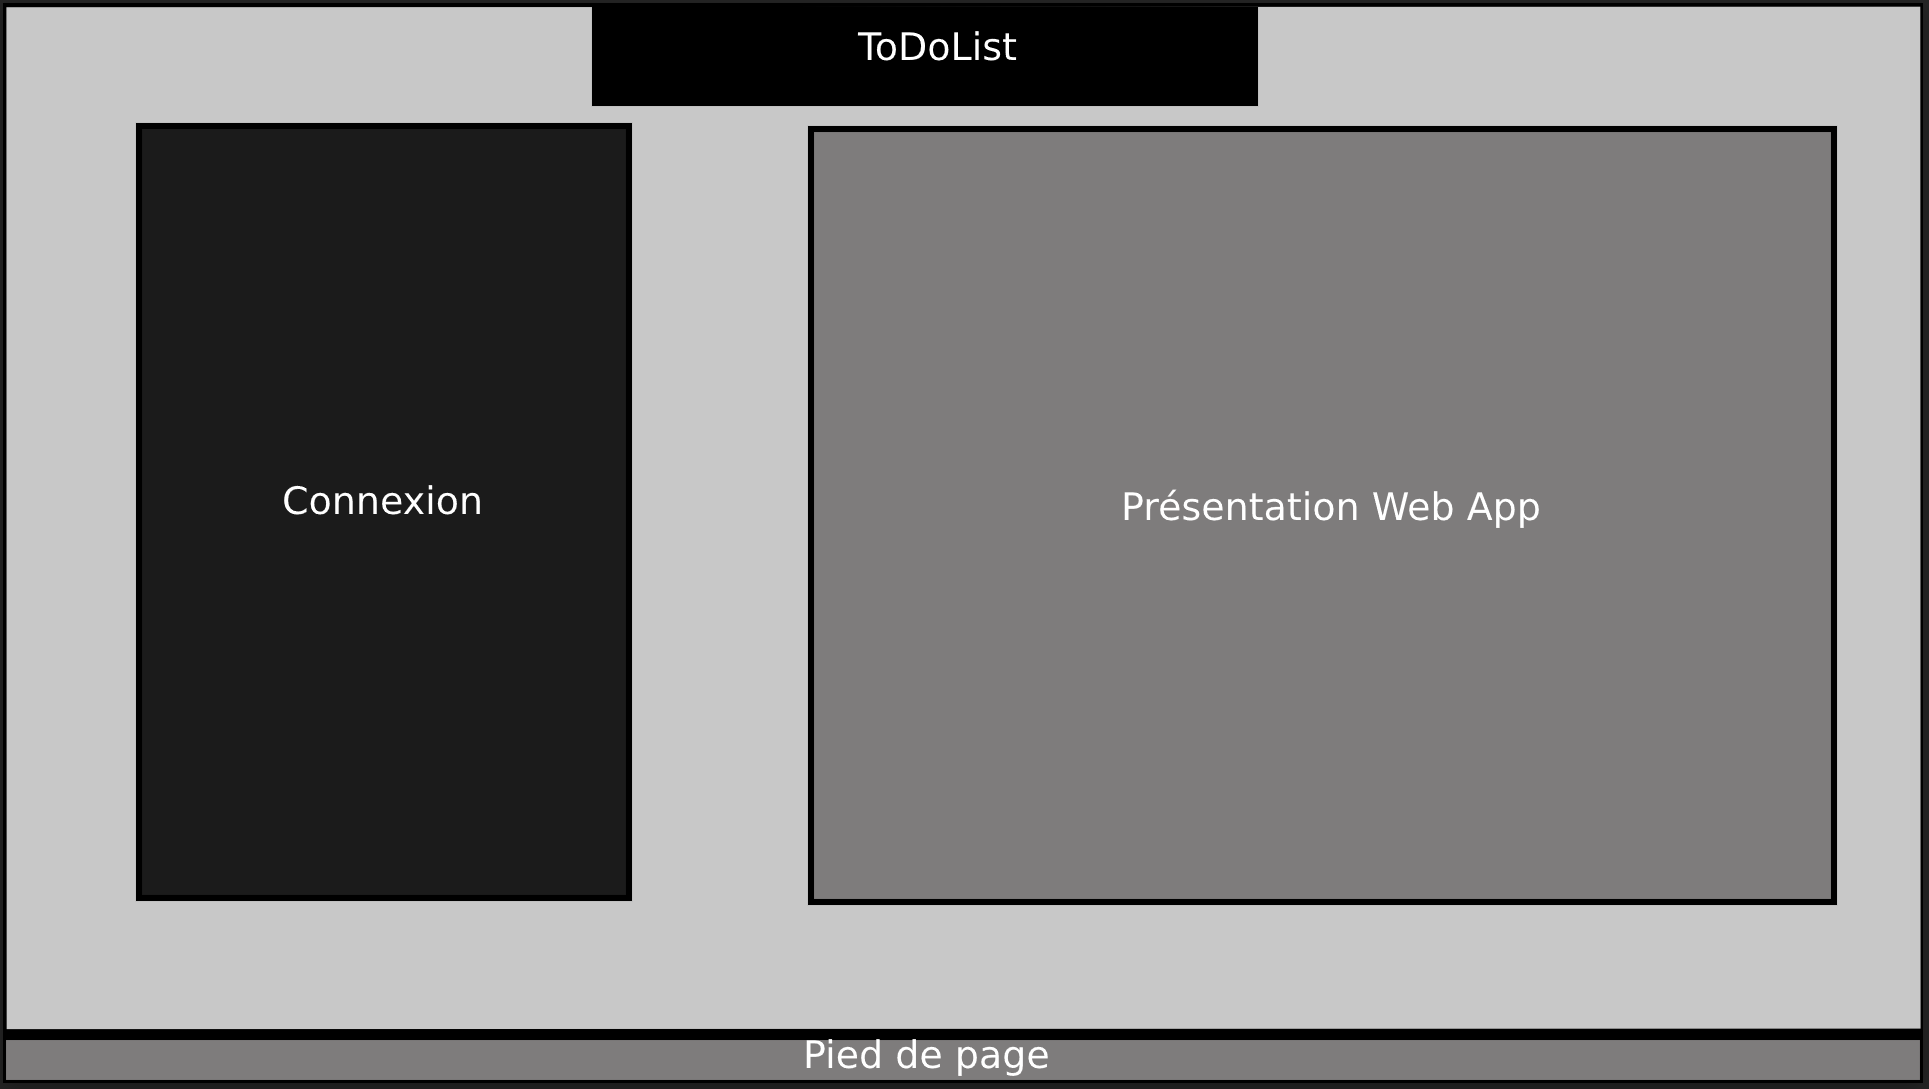 ToDoList
Connexion
Présentation Web App
Pied de page